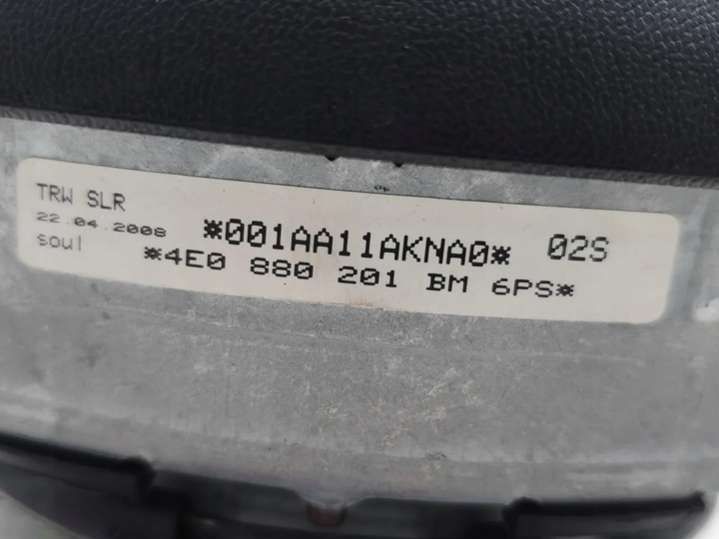 TRW SLR
22.04.2008
soul
*001AA11AKNA0* 02S
*4E0 880 201 BM 6PS*